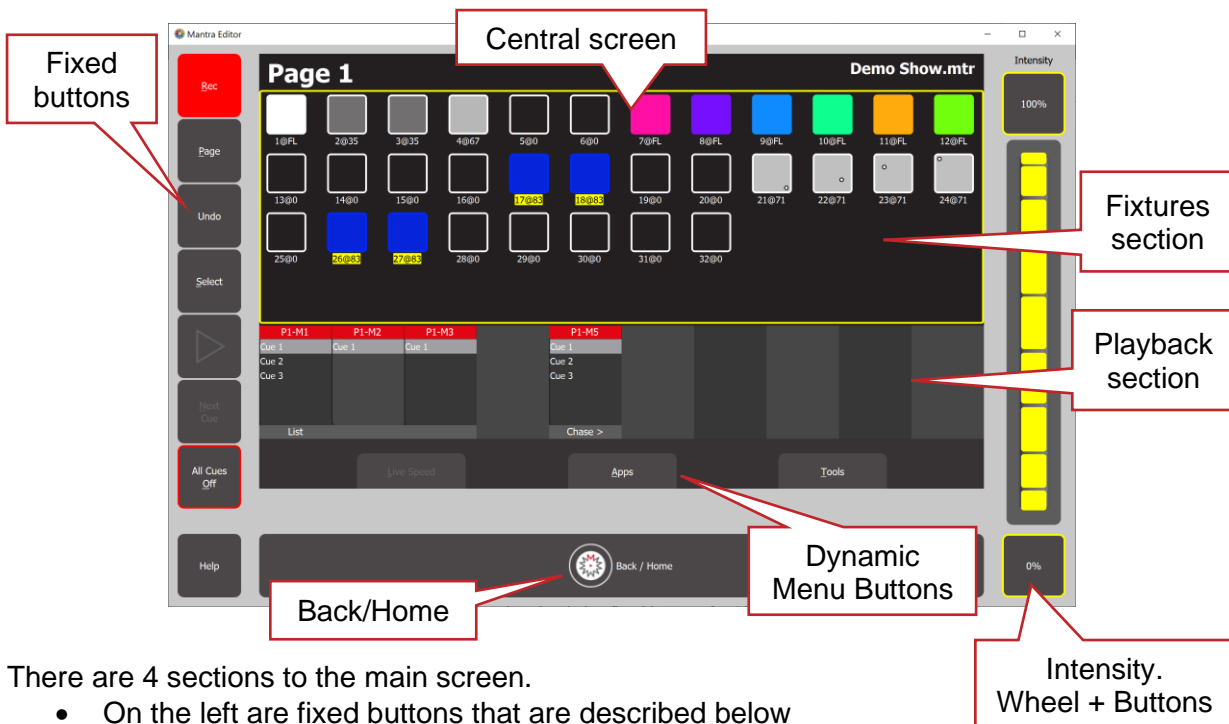 Mantra Editor
Central screen
Fixed
buttons
Intensity
Rec
Page 1
Demo Show.mtr
100%
1@FL 2@35 3@35 4@67 5@0 6@0 7@FL 8@FL 9@FL 10@FL 11@FL 12@FL
Page
13@0 14@0 15@0 16@0 17@83 18@83 19@0 20@0 21@71 22@71 23@71 24@71
Undo
Fixtures
section
25@0 26@83 27@83 28@0 29@0 30@0 31@0 32@0
Select
P1-M1 P1-M2 P1-M3 P1-M5
Cue 1 Cue 1 Cue 1 Cue 1
Cue 2 Cue 2
Cue 3 Cue 3
Playback
section
Next
Cue
List Chase >
All Cues
Off
Live Speed Apps Tools
Help
Back / Home
Dynamic
Menu Buttons
0%
Back/Home
Intensity.
Wheel + Buttons
There are 4 sections to the main screen.
• On the left are fixed buttons that are described below